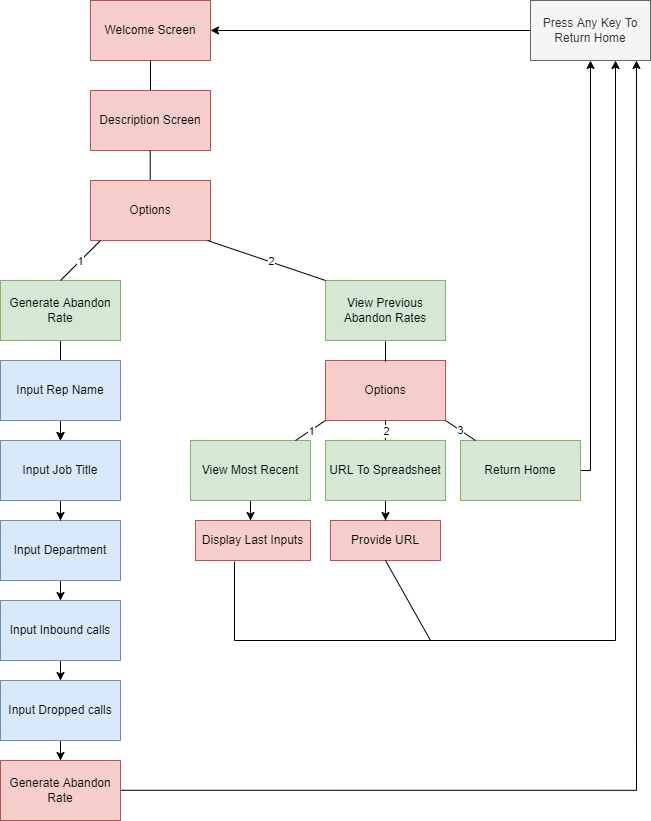 Welcome Screen
Press Any Key To
Return Home
Description Screen
Options
1
2
Generate Abandon
Rate
View Previous
Abandon Rates
Input Rep Name
Options
1
2
3
Input Job Title
View Most Recent
URL To Spreadsheet
Return Home
Input Department
Display Last Inputs
Provide URL
Input Inbound calls
Input Dropped calls
Generate Abandon
Rate